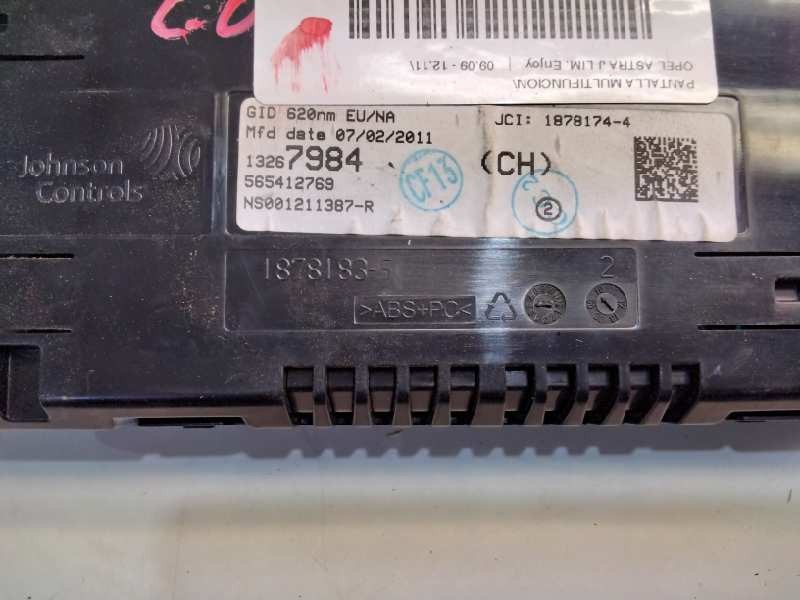 C.C
PANTALLA MULTIFUNCION\
OPEL ASTRA J LIM. Enjoy | 09.09 - 12.11\
GID 620nm EU/NA
JCI: 1878174-4
Mfd date 07/02/2011
13267984
(CH)
565412769
NS001211387-R
CF13
2
Johnson
Controls
1878183-5
2
>ABS+PC<